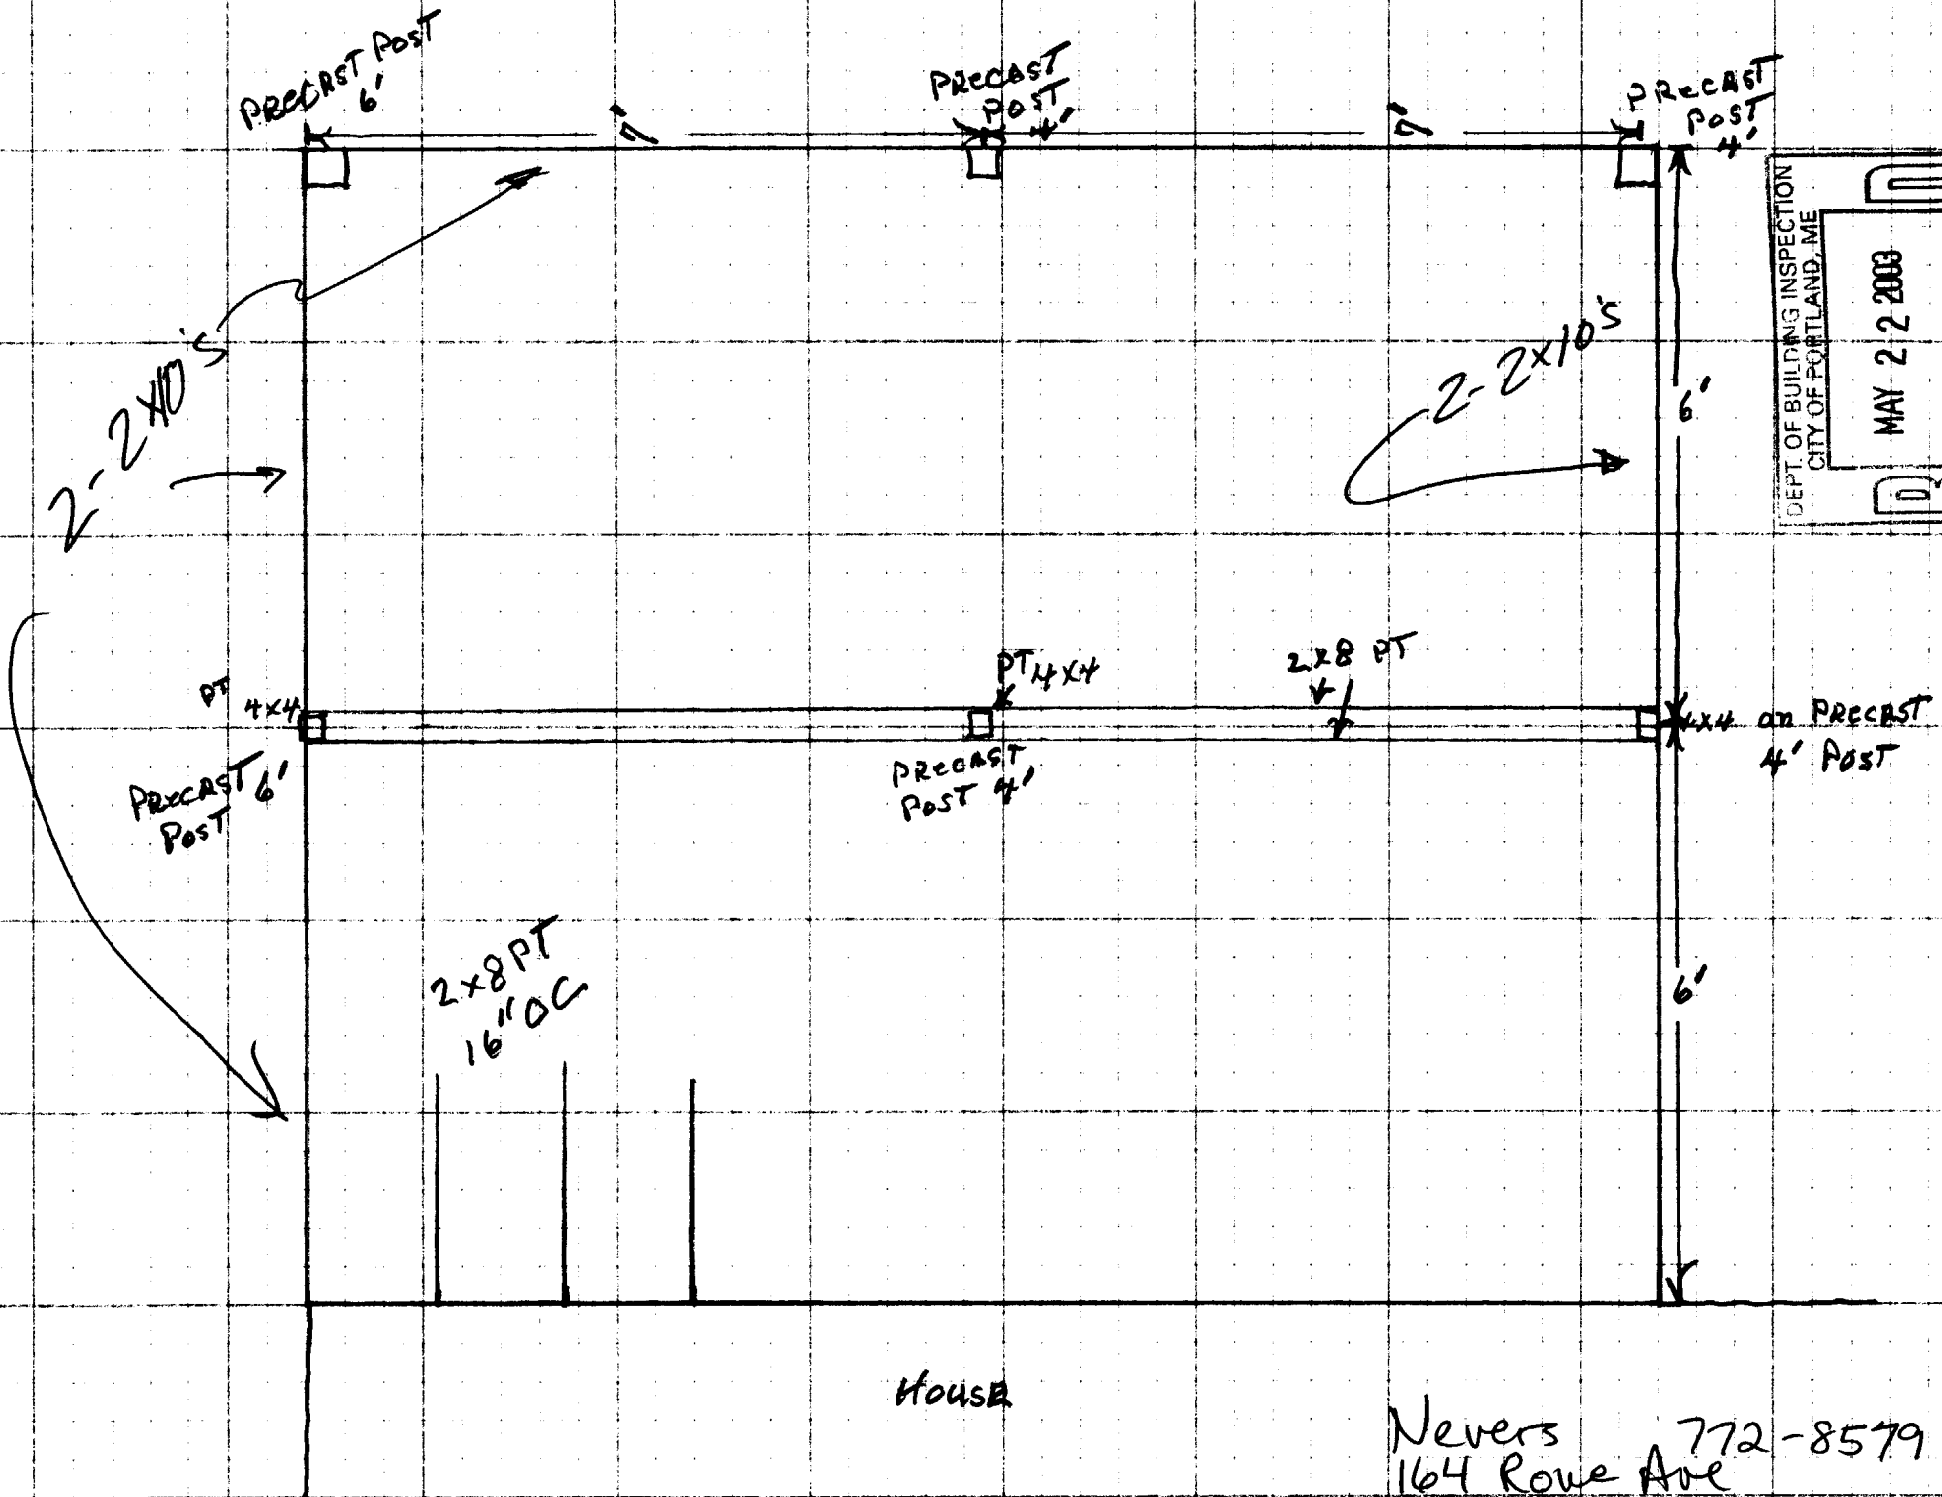 PRECAST POST
6'
7'
PRECAST
POST
4'
7'
PRECAST
POST
4'
DEPT. OF BUILDING INSPECTION
CITY OF PORTLAND, ME
MAY 22 2003
2-2x10's
2-2x10's
6'
PT 4x4
PT 4x4
2x8 PT
4x4 on PRECAST
4' POST
PRECAST 6'
POST
PRECAST
POST 4'
2x8 PT
16" OC
6'
HOUSE
Nevers 772-8579
164 Rowe Ave